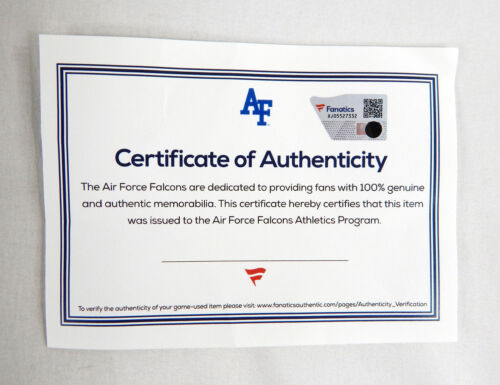 AF
Fanatics
XJ05527332
Certificate of Authenticity
The Air Force Falcons are dedicated to providing fans with 100% genuine
and authentic memorabilia. This certificate hereby certifies that this item
was issued to the Air Force Falcons Athletics Program.
To verify the authenticity of your game-used item please visit: www.fanaticsauthentic.com/pages/Authenticity_Verification